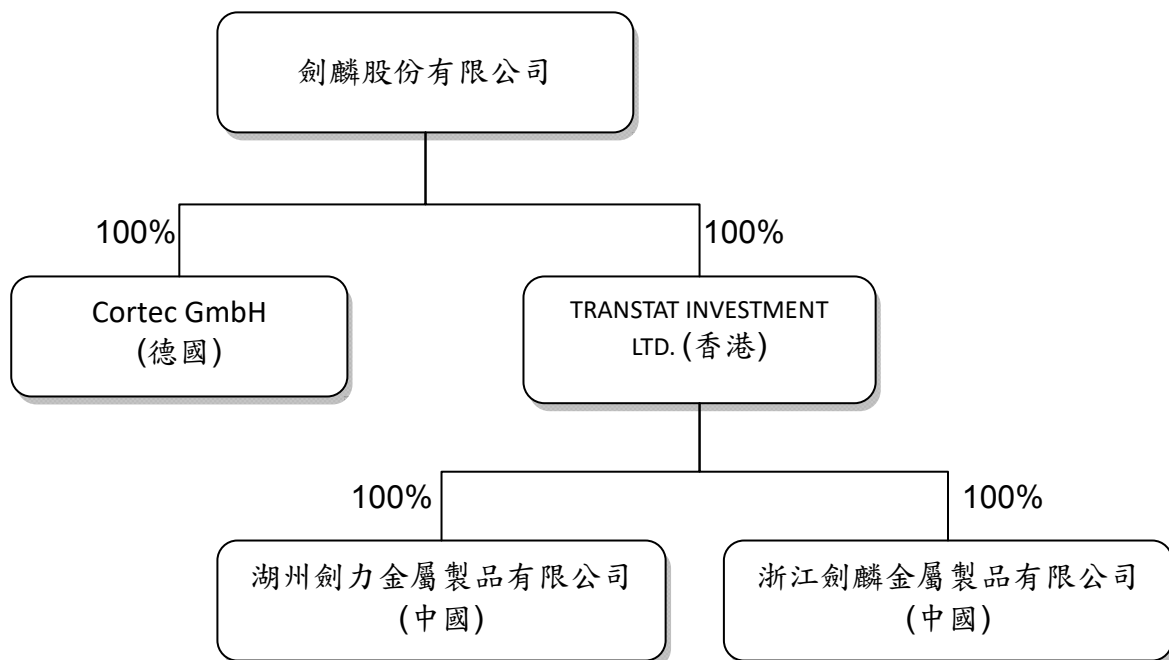 劍麟股份有限公司
100%
100%
Cortec GmbH
(德國)
TRANSTAT INVESTMENT
LTD. (香港)
100%
100%
湖州劍力金屬製品有限公司
(中國)
浙江劍麟金屬製品有限公司
(中國)